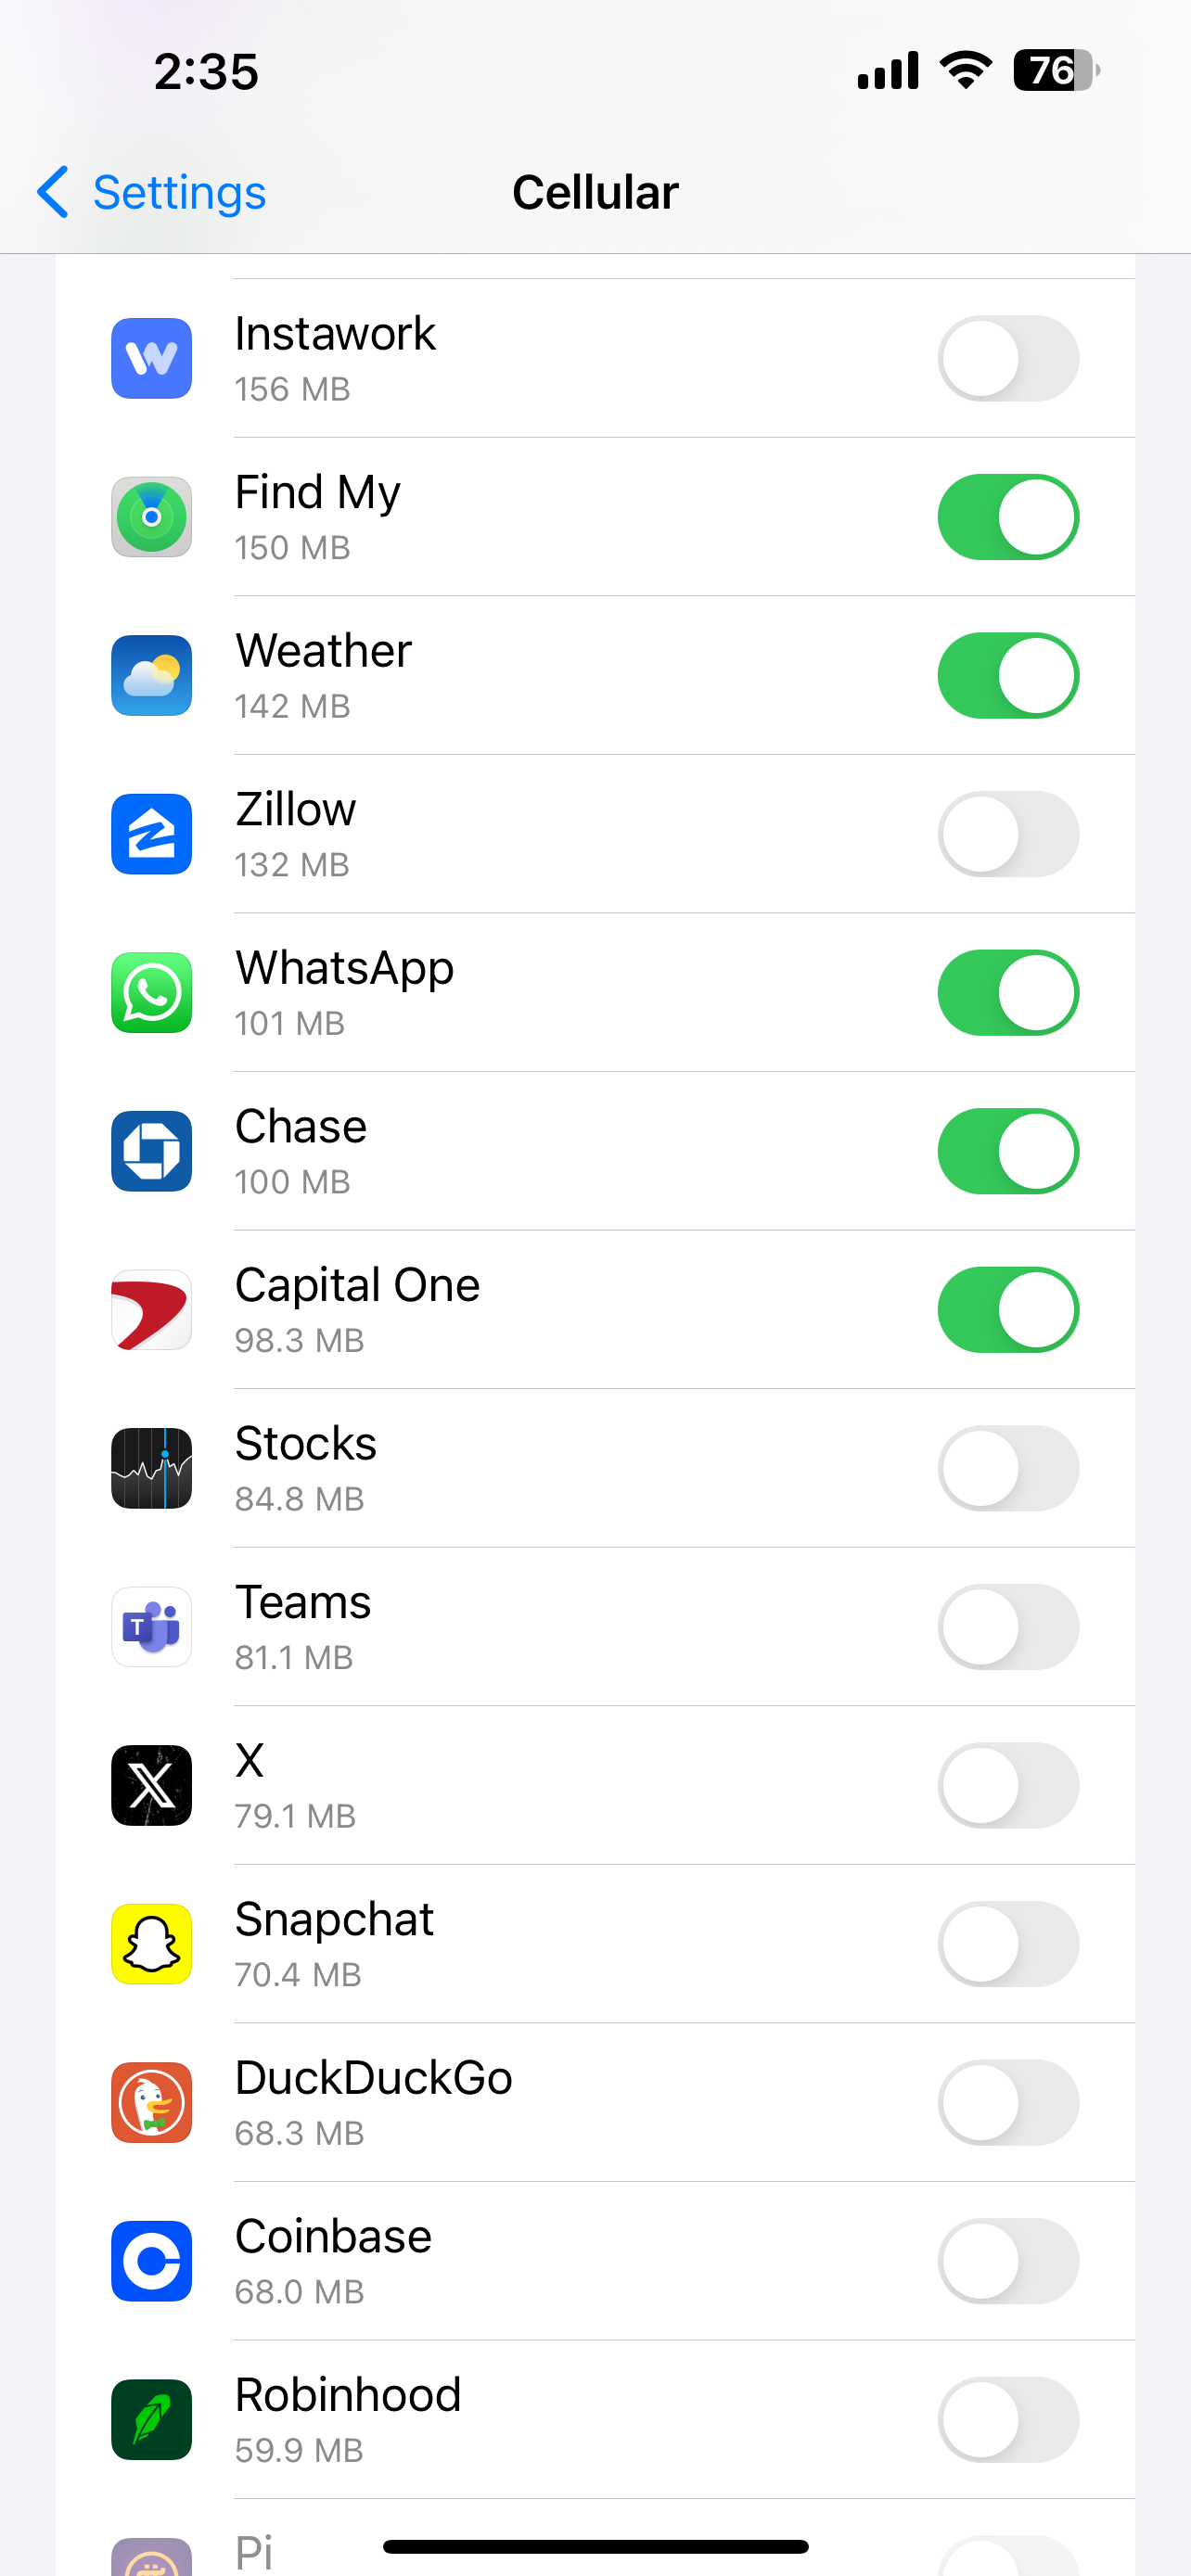 2:35
76
Settings
Cellular
Instawork
156 MB
Find My
150 MB
Weather
142 MB
Zillow
132 MB
WhatsApp
101 MB
Chase
100 MB
Capital One
98.3 MB
Stocks
84.8 MB
T
Teams
81.1 MB
X
79.1 MB
Snapchat
70.4 MB
DuckDuckGo
68.3 MB
Coinbase
68.0 MB
Robinhood
59.9 MB
Pi